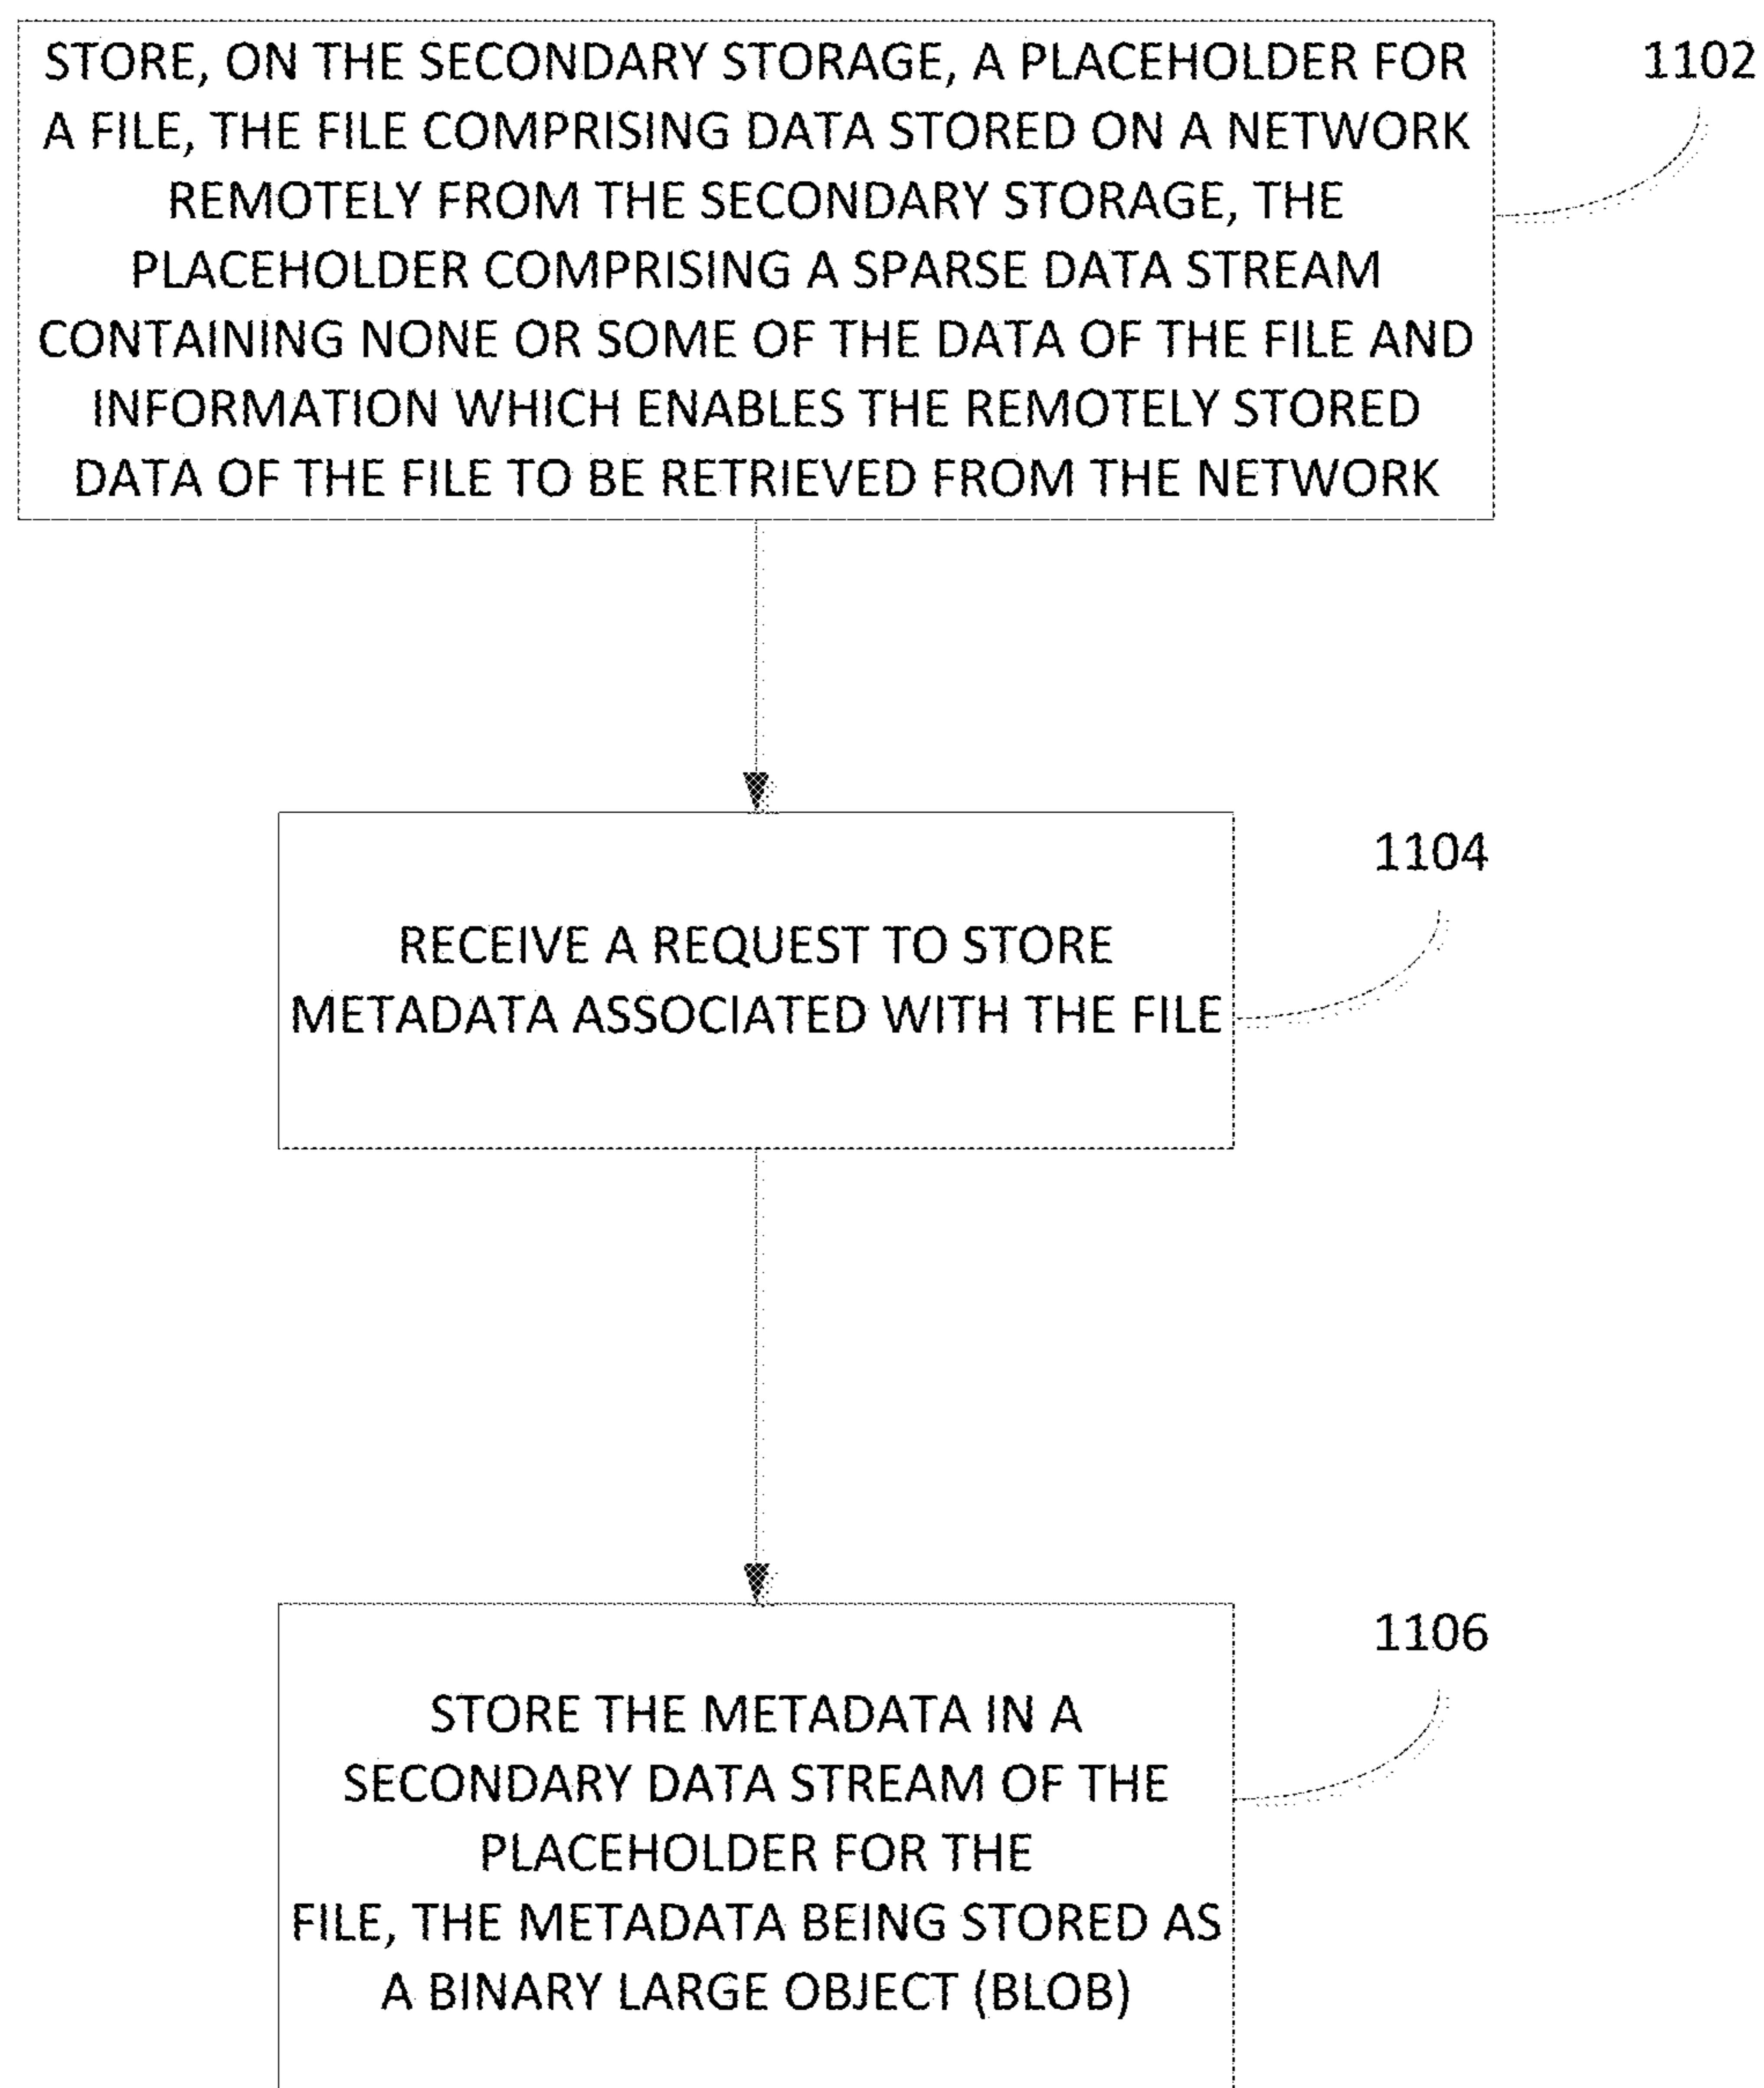 STORE, ON THE SECONDARY STORAGE, A PLACEHOLDER FOR
A FILE, THE FILE COMPRISING DATA STORED ON A NETWORK
REMOTELY FROM THE SECONDARY STORAGE, THE
PLACEHOLDER COMPRISING A SPARSE DATA STREAM
CONTAINING NONE OR SOME OF THE DATA OF THE FILE AND
INFORMATION WHICH ENABLES THE REMOTELY STORED
DATA OF THE FILE TO BE RETRIEVED FROM THE NETWORK
1102
RECEIVE A REQUEST TO STORE
METADATA ASSOCIATED WITH THE FILE
1104
STORE THE METADATA IN A
SECONDARY DATA STREAM OF THE
PLACEHOLDER FOR THE
FILE, THE METADATA BEING STORED AS
A BINARY LARGE OBJECT (BLOB)
1106